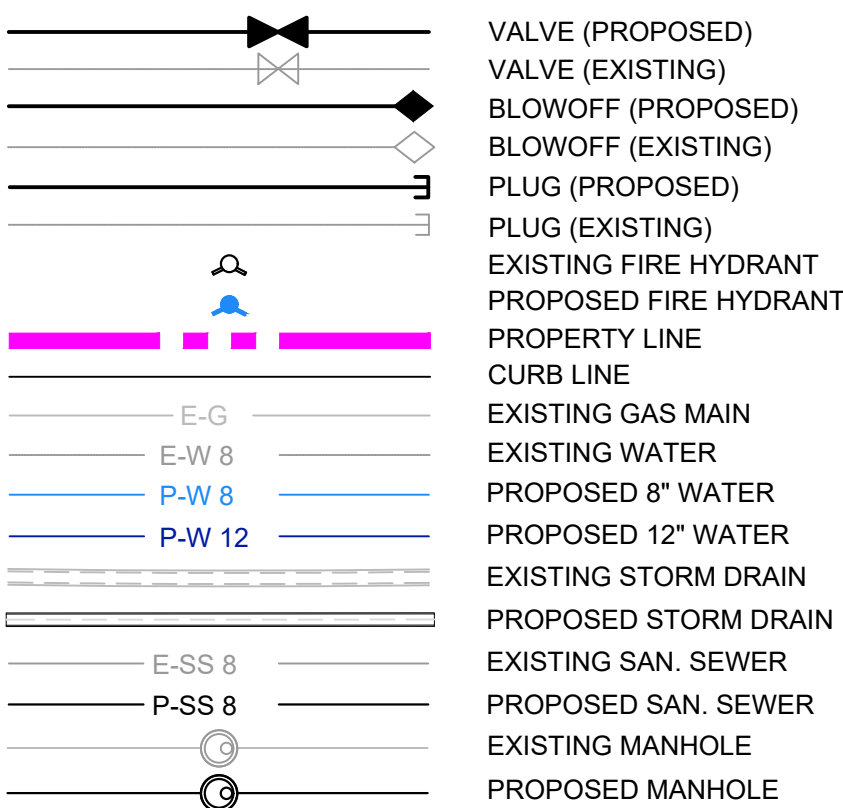 VALVE (PROPOSED)
VALVE (EXISTING)
BLOWOFF (PROPOSED)
BLOWOFF (EXISTING)
PLUG (PROPOSED)
PLUG (EXISTING)
EXISTING FIRE HYDRANT
PROPOSED FIRE HYDRANT
PROPERTY LINE
CURB LINE
E-G EXISTING GAS MAIN
E-W 8 EXISTING WATER
P-W 8 PROPOSED 8" WATER
P-W 12 PROPOSED 12" WATER
EXISTING STORM DRAIN
PROPOSED STORM DRAIN
E-SS 8 EXISTING SAN. SEWER
P-SS 8 PROPOSED SAN. SEWER
EXISTING MANHOLE
PROPOSED MANHOLE